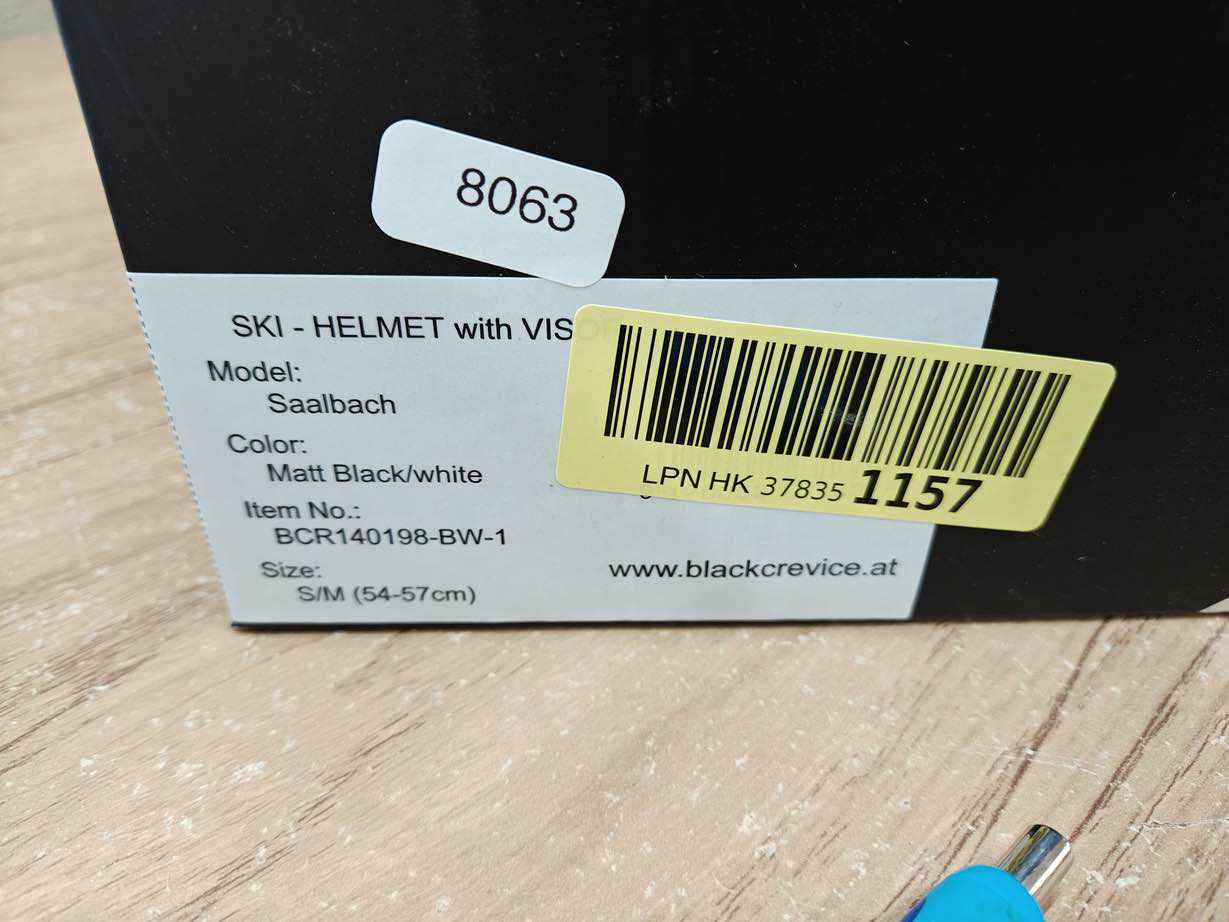 8063
SKI - HELMET with VISOR
Model:
Saalbach
Color:
Matt Black/white
Item No.:
BCR140198-BW-1
Size:
S/M (54-57cm)
LPN HK 37835 1157
www.blackcrevice.at